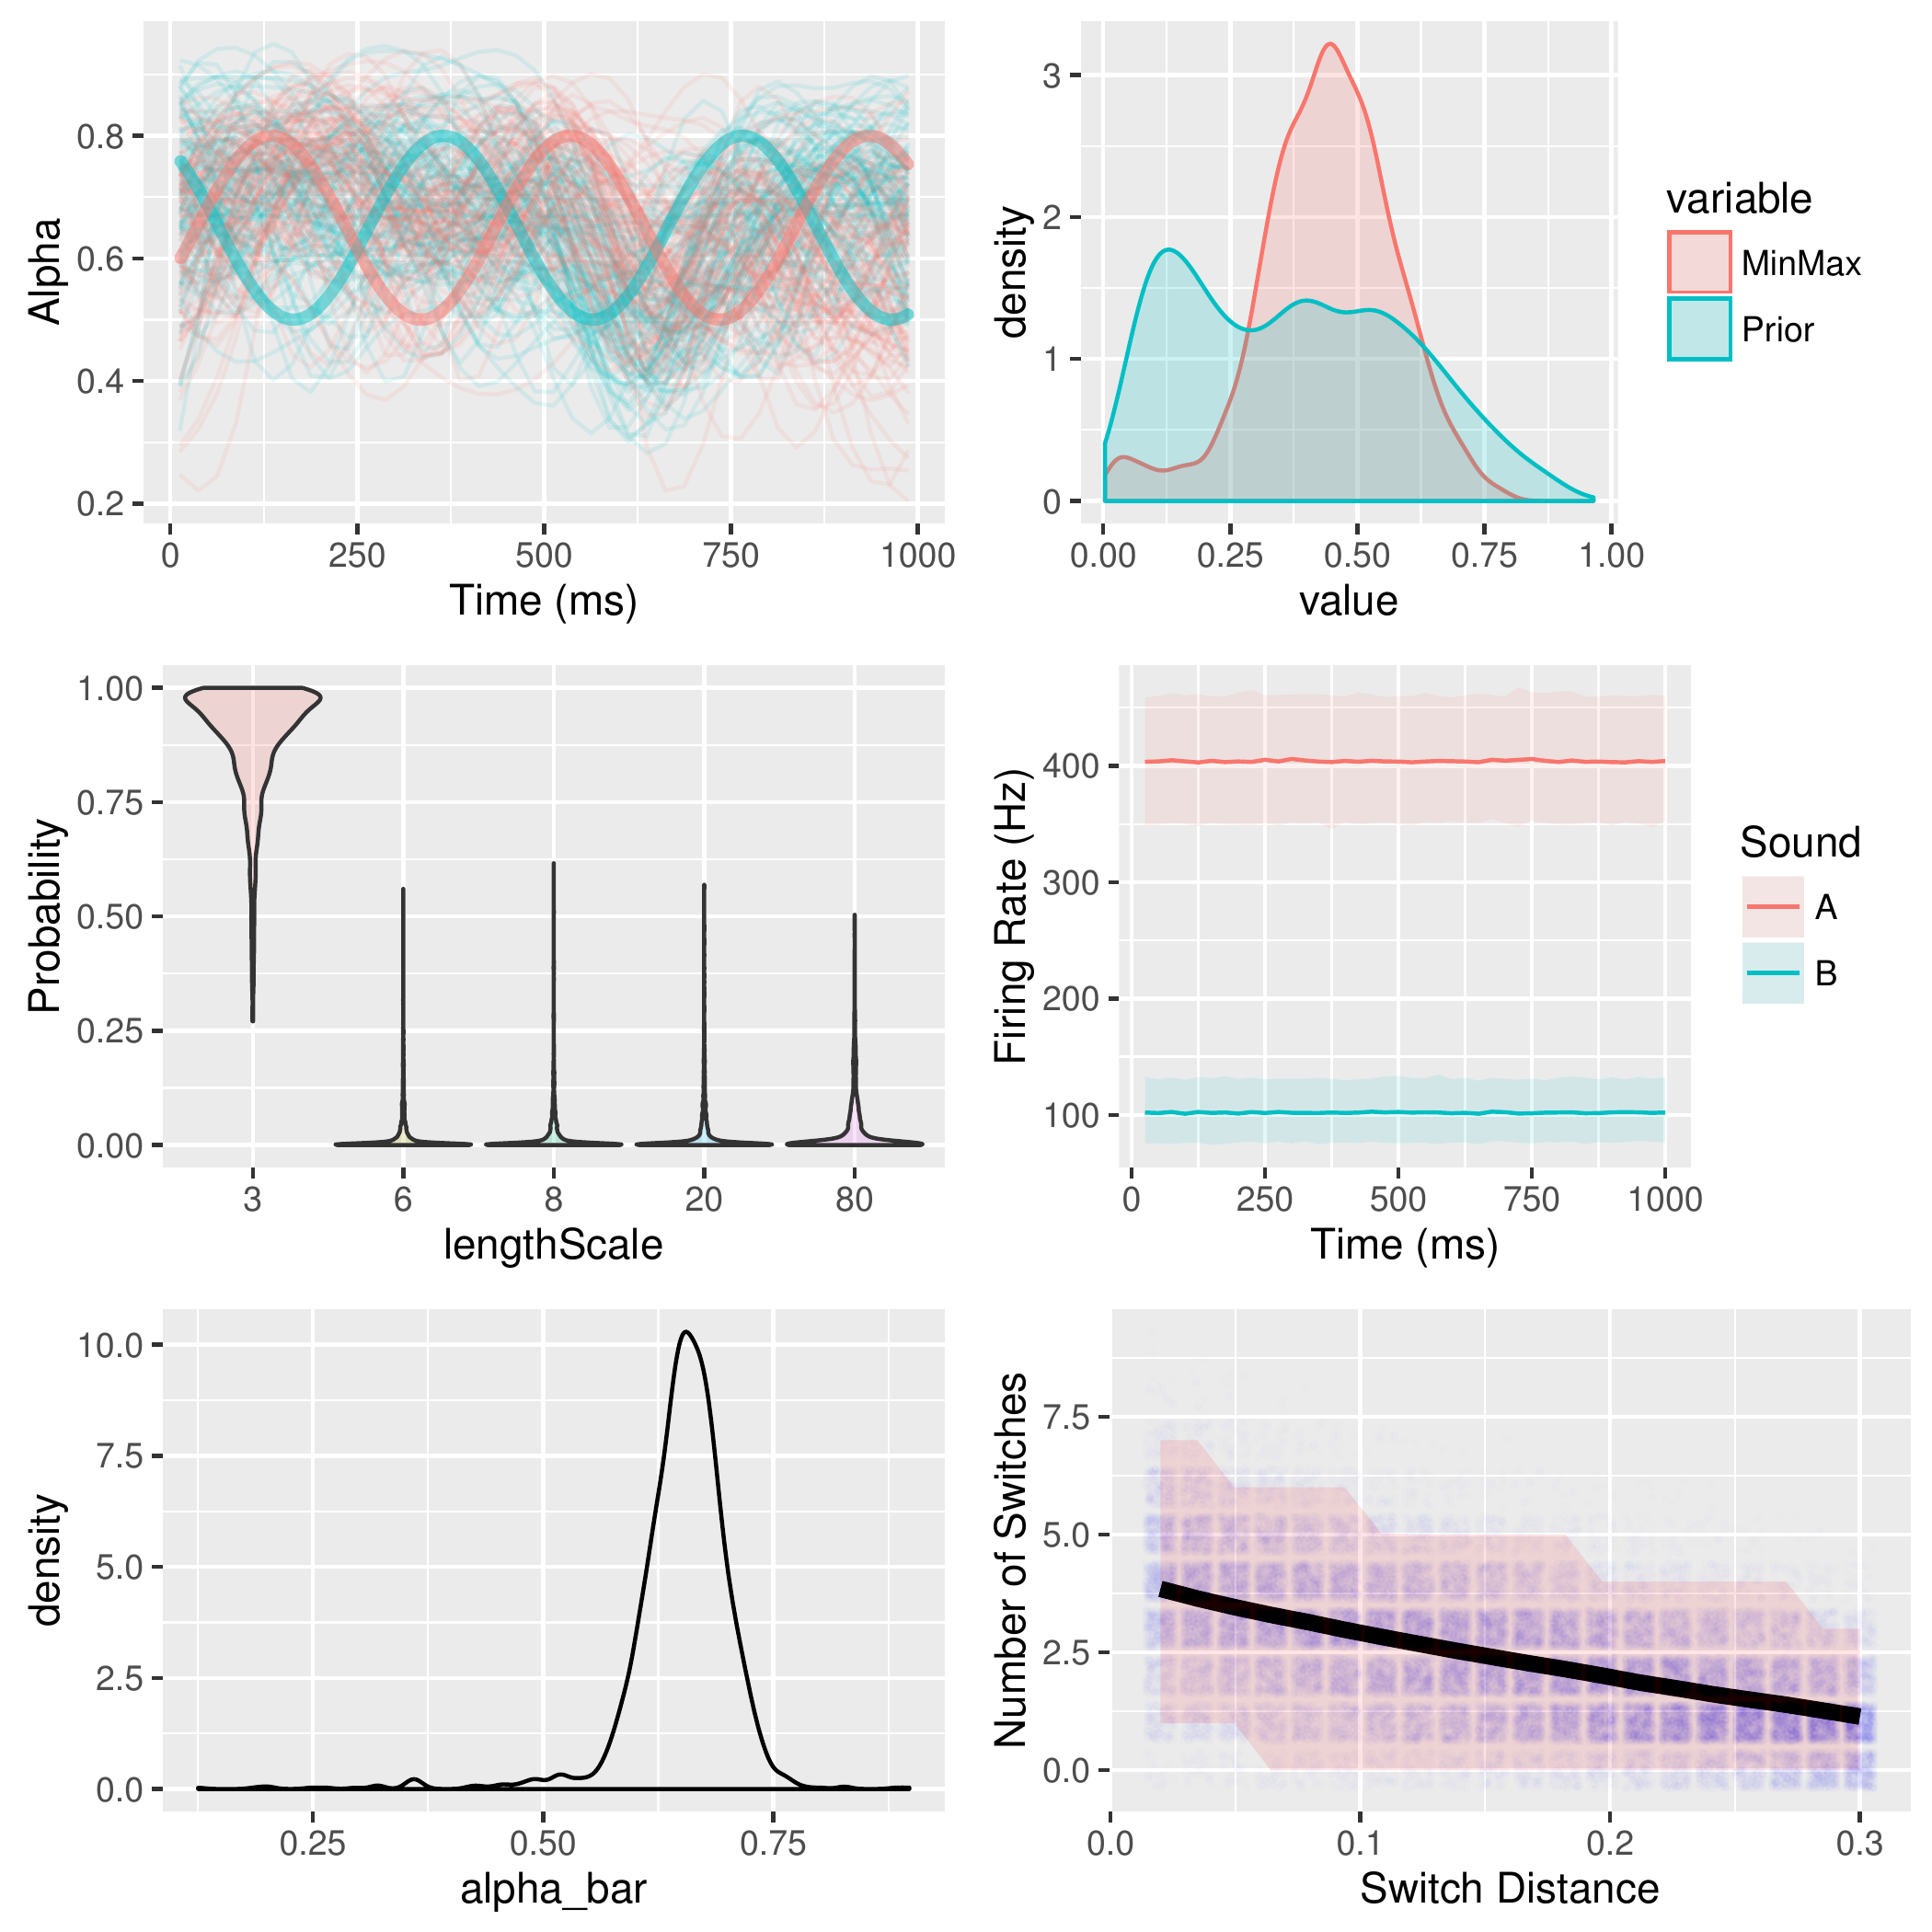 Alpha
0.8
0.6
0.4
0.2
0 250 500 750 1000
Time (ms)
density
3
2
1
0
0.00 0.25 0.50 0.75 1.00
value
variable
MinMax
Prior
Probability
1.00
0.75
0.50
0.25
0.00
3 6 8 20 80
lengthScale
Firing Rate (Hz)
400
300
200
100
0 250 500 750 1000
Time (ms)
Sound
A
B
density
10.0
7.5
5.0
2.5
0.0
0.25 0.50 0.75
alpha_bar
Number of Switches
7.5
5.0
2.5
0.0
0.0 0.1 0.2 0.3
Switch Distance